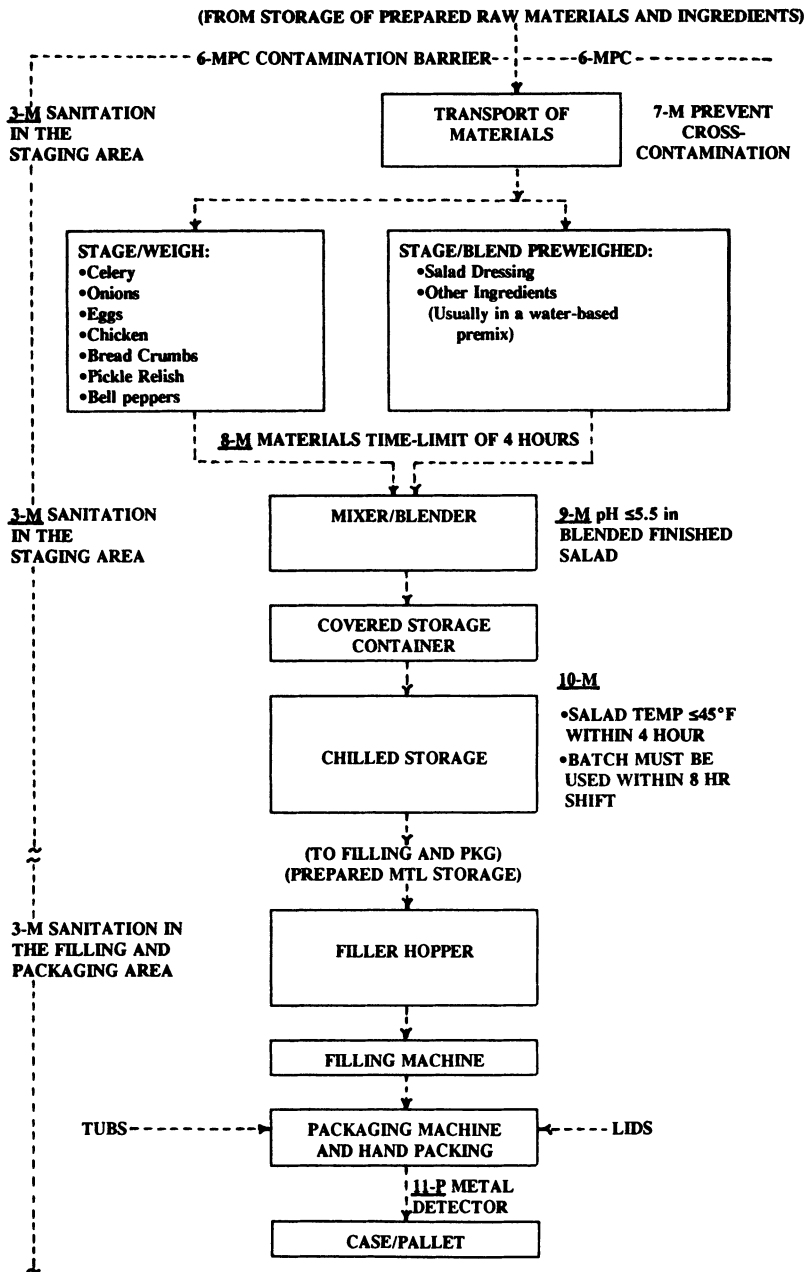 (FROM STORAGE OF PREPARED RAW MATERIALS AND INGREDIENTS)
6-MPC CONTAMINATION BARRIER
6-MPC
3-M SANITATION
IN THE
STAGING AREA
TRANSPORT OF
MATERIALS
7-M PREVENT
CROSS-
CONTAMINATION
STAGE/WEIGH:
•Celery
•Onions
•Eggs
•Chicken
•Bread Crumbs
•Pickle Relish
•Bell peppers
STAGE/BLEND PREWEIGHED:
•Salad Dressing
•Other Ingredients
(Usually in a water-based
premix)
8-M MATERIALS TIME-LIMIT OF 4 HOURS
3-M SANITATION
IN THE
STAGING AREA
MIXER/BLENDER
9-M pH ≤5.5 in
BLENDED FINISHED
SALAD
COVERED STORAGE
CONTAINER
10-M
•SALAD TEMP ≤45°F
WITHIN 4 HOUR
•BATCH MUST BE
USED WITHIN 8 HR
SHIFT
CHILLED STORAGE
(TO FILLING AND PKG)
(PREPARED MTL STORAGE)
3-M SANITATION IN
THE FILLING AND
PACKAGING AREA
FILLER HOPPER
FILLING MACHINE
TUBS
PACKAGING MACHINE
AND HAND PACKING
LIDS
11-P METAL
DETECTOR
CASE/PALLET